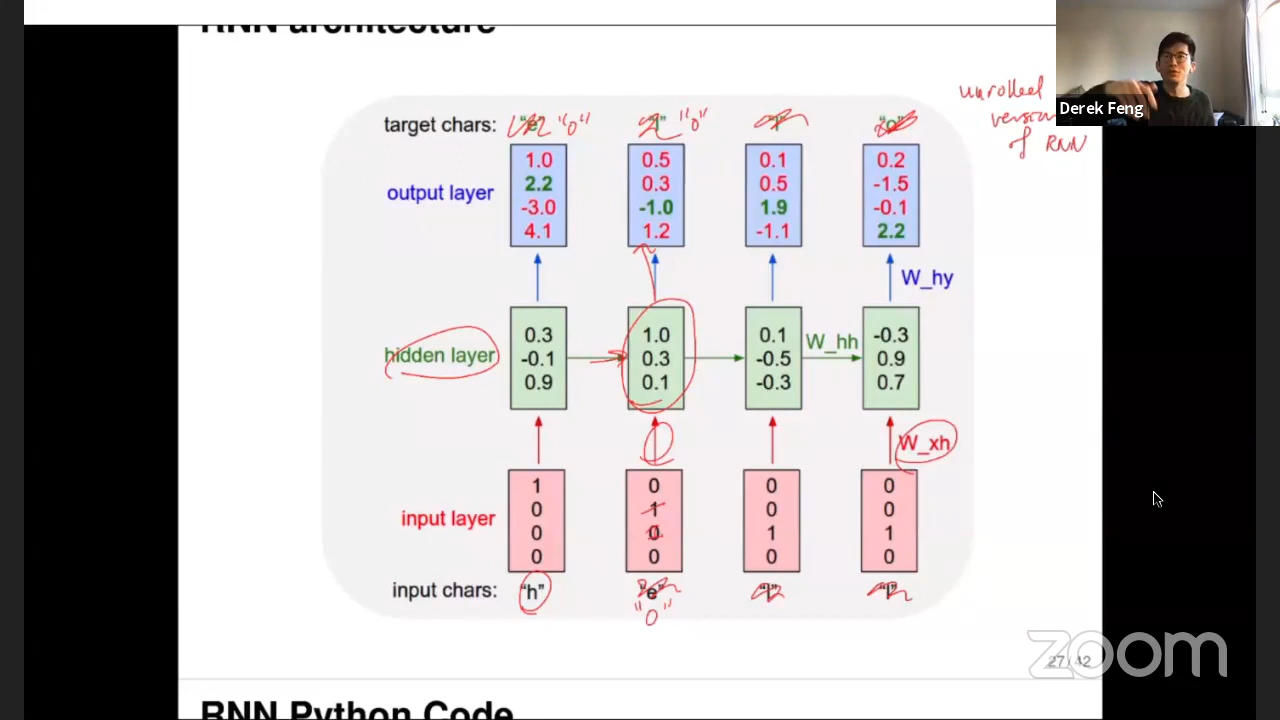 RNN architecture
unrolled
version
of RNN
Derek Feng
target chars: "e" "o" "l" "o" "l" "o"
output layer
1.0 0.5 0.1 0.2
2.2 0.3 0.5 -1.5
-3.0 -1.0 1.9 -0.1
4.1 1.2 -1.1 2.2
W_hy
hidden layer
0.3 1.0 0.1 -0.3
-0.1 0.3 -0.5 0.9
0.9 0.1 -0.3 0.7
W_hh
W_xh
input layer
1 0 0 0
0 1 0 0
0 0 1 1
0 0 0 0
input chars: "h" "e" "l" "l"
"o"
zoom
27 / 42
RNN Python Code